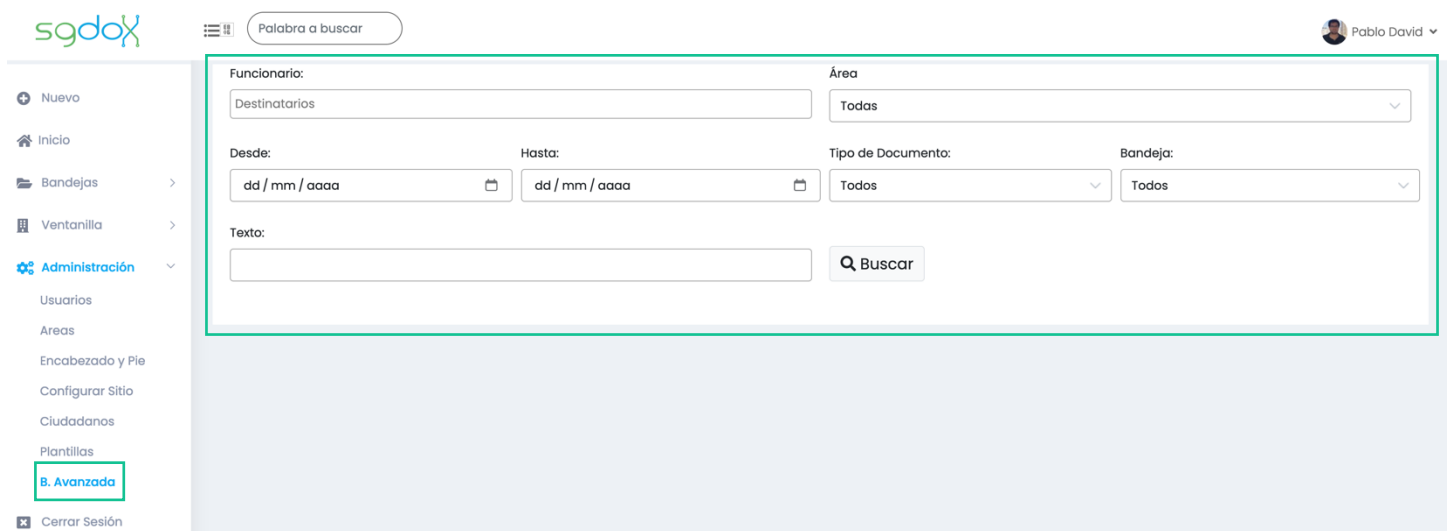 sgdox
Palabra a buscar
Pablo David
Nuevo
Inicio
Bandejas
Ventanilla
Administración
Usuarios
Areas
Encabezado y Pie
Configurar Sitio
Ciudadanos
Plantillas
B. Avanzada
Cerrar Sesión
Funcionario:
Destinatarios
Área
Todas
Desde:
dd / mm / aaaa
Hasta:
dd / mm / aaaa
Tipo de Documento:
Todos
Bandeja:
Todos
Texto:
Buscar